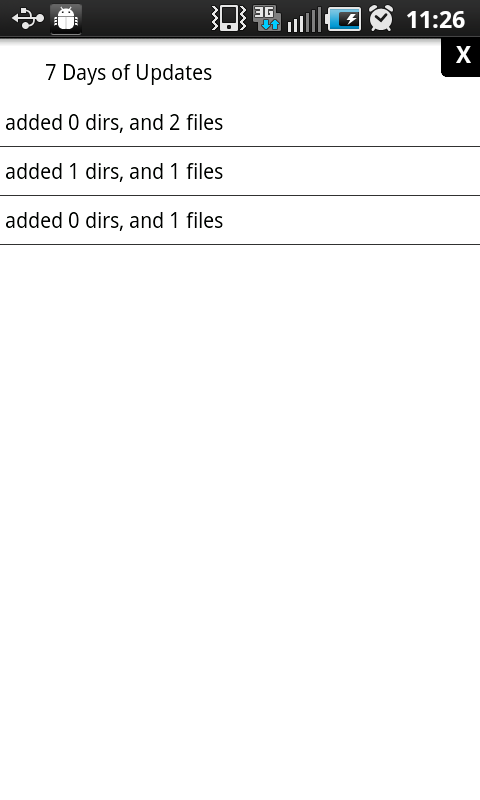 3G 11:26
X
7 Days of Updates
added 0 dirs, and 2 files
added 1 dirs, and 1 files
added 0 dirs, and 1 files